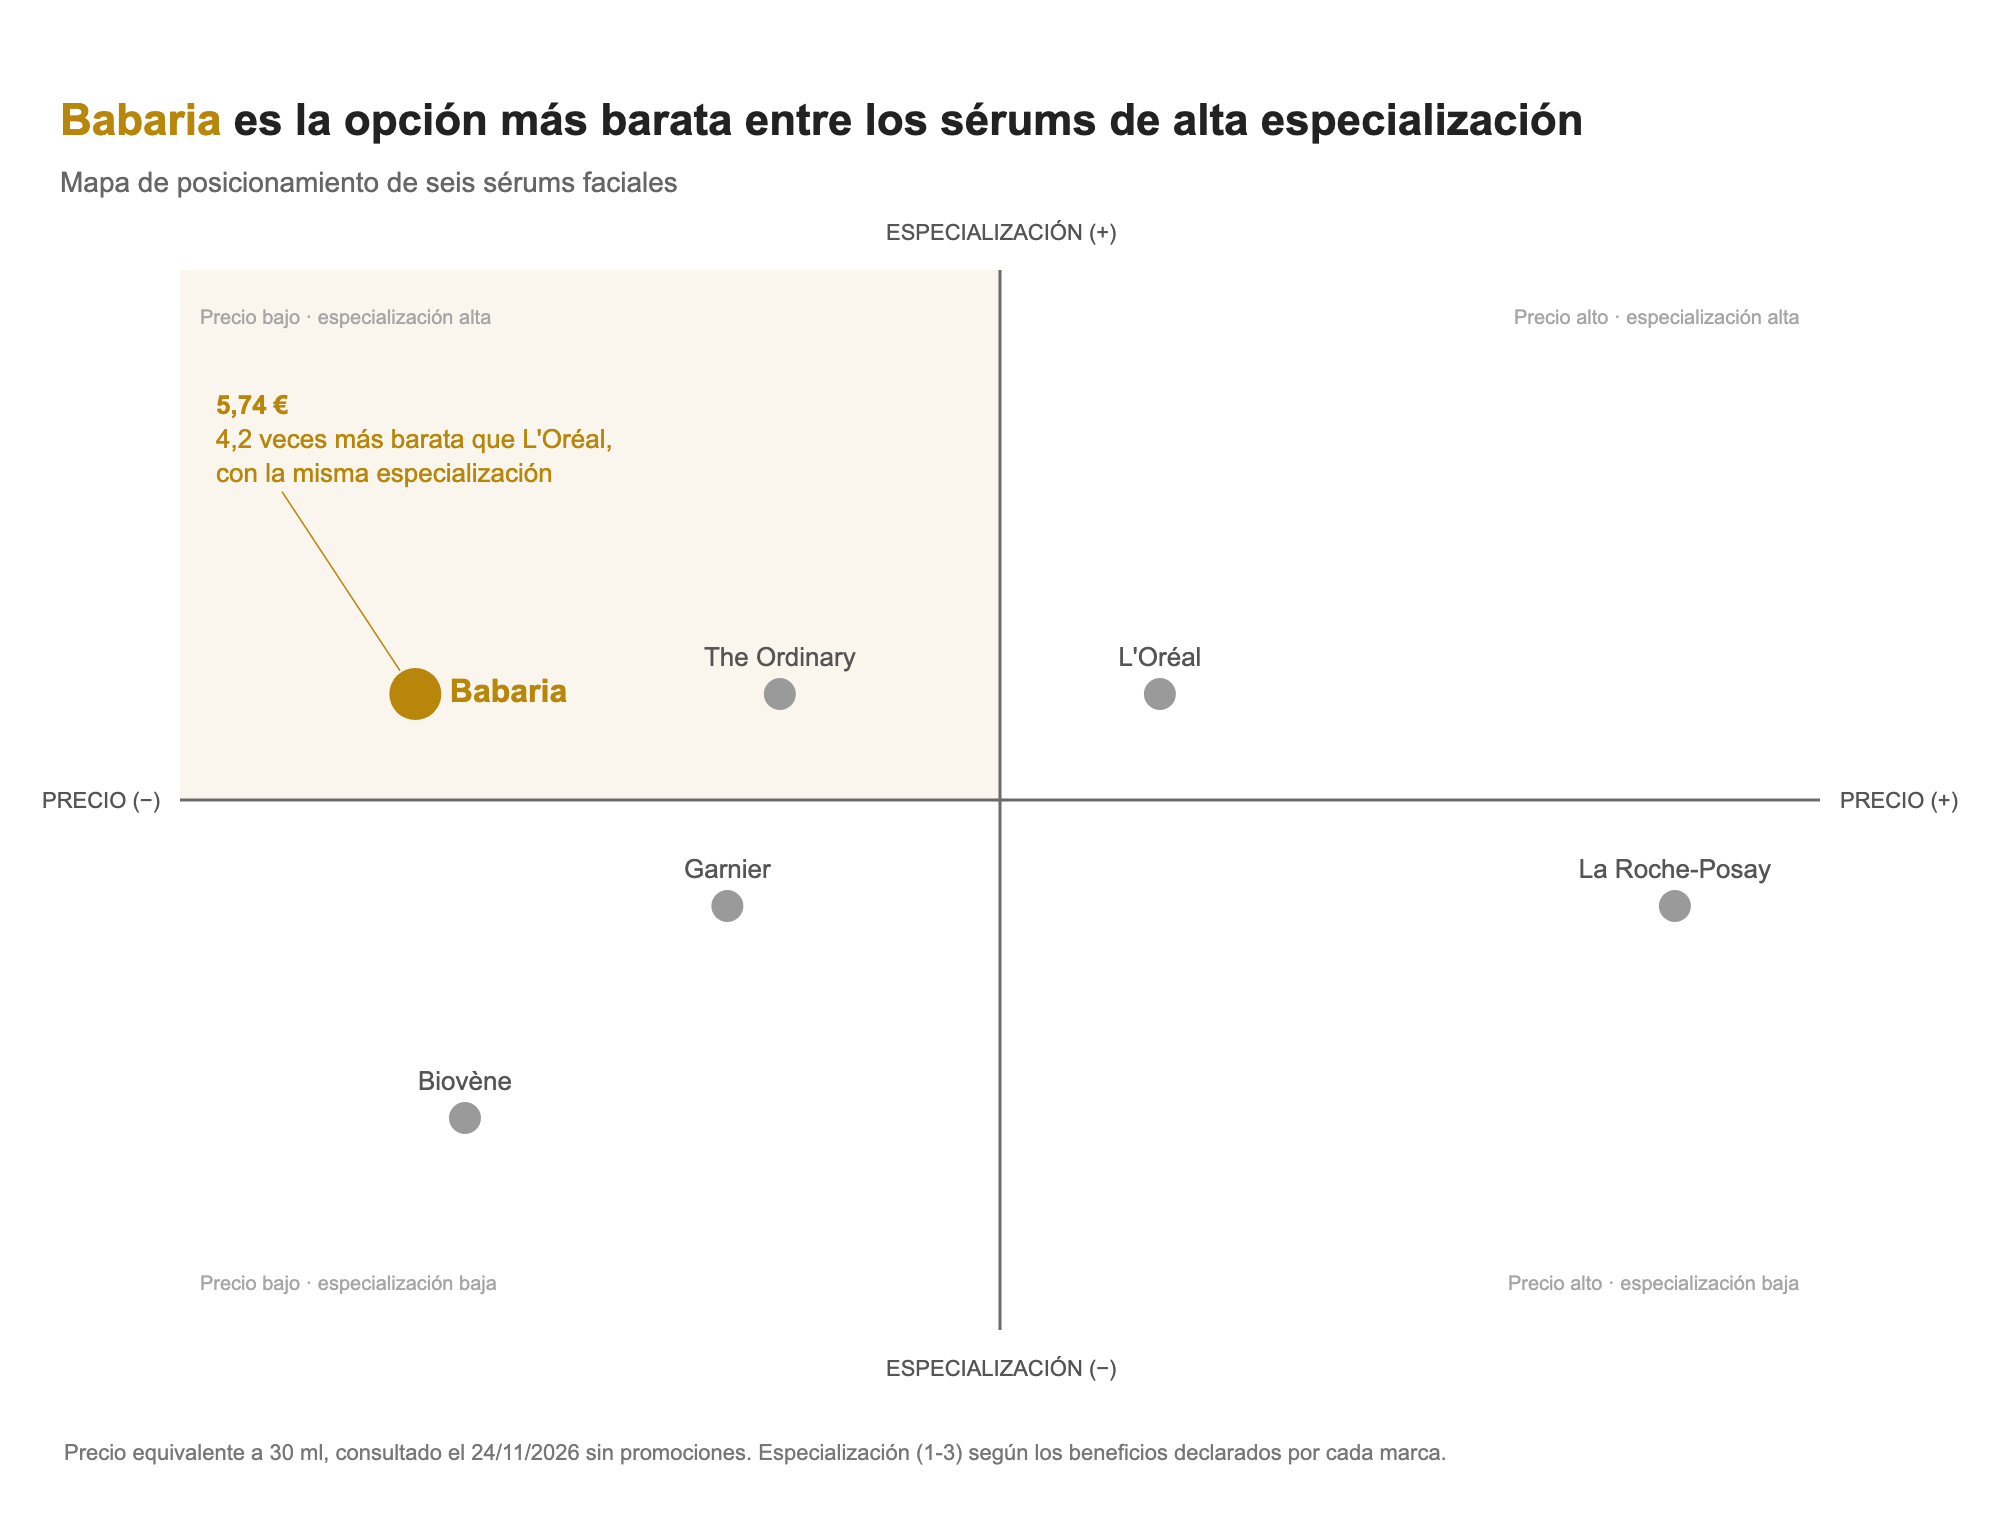 Babaria es la opción más barata entre los sérums de alta especialización
Mapa de posicionamiento de seis sérums faciales
ESPECIALIZACIÓN (+)
Precio bajo · especialización alta
Precio alto · especialización alta
5,74 €
4,2 veces más barata que L'Oréal,
con la misma especialización
The Ordinary
L'Oréal
Babaria
PRECIO (−)
PRECIO (+)
Garnier
La Roche-Posay
Biovène
Precio bajo · especialización baja
Precio alto · especialización baja
ESPECIALIZACIÓN (−)
Precio equivalente a 30 ml, consultado el 24/11/2026 sin promociones. Especialización (1-3) según los beneficios declarados por cada marca.